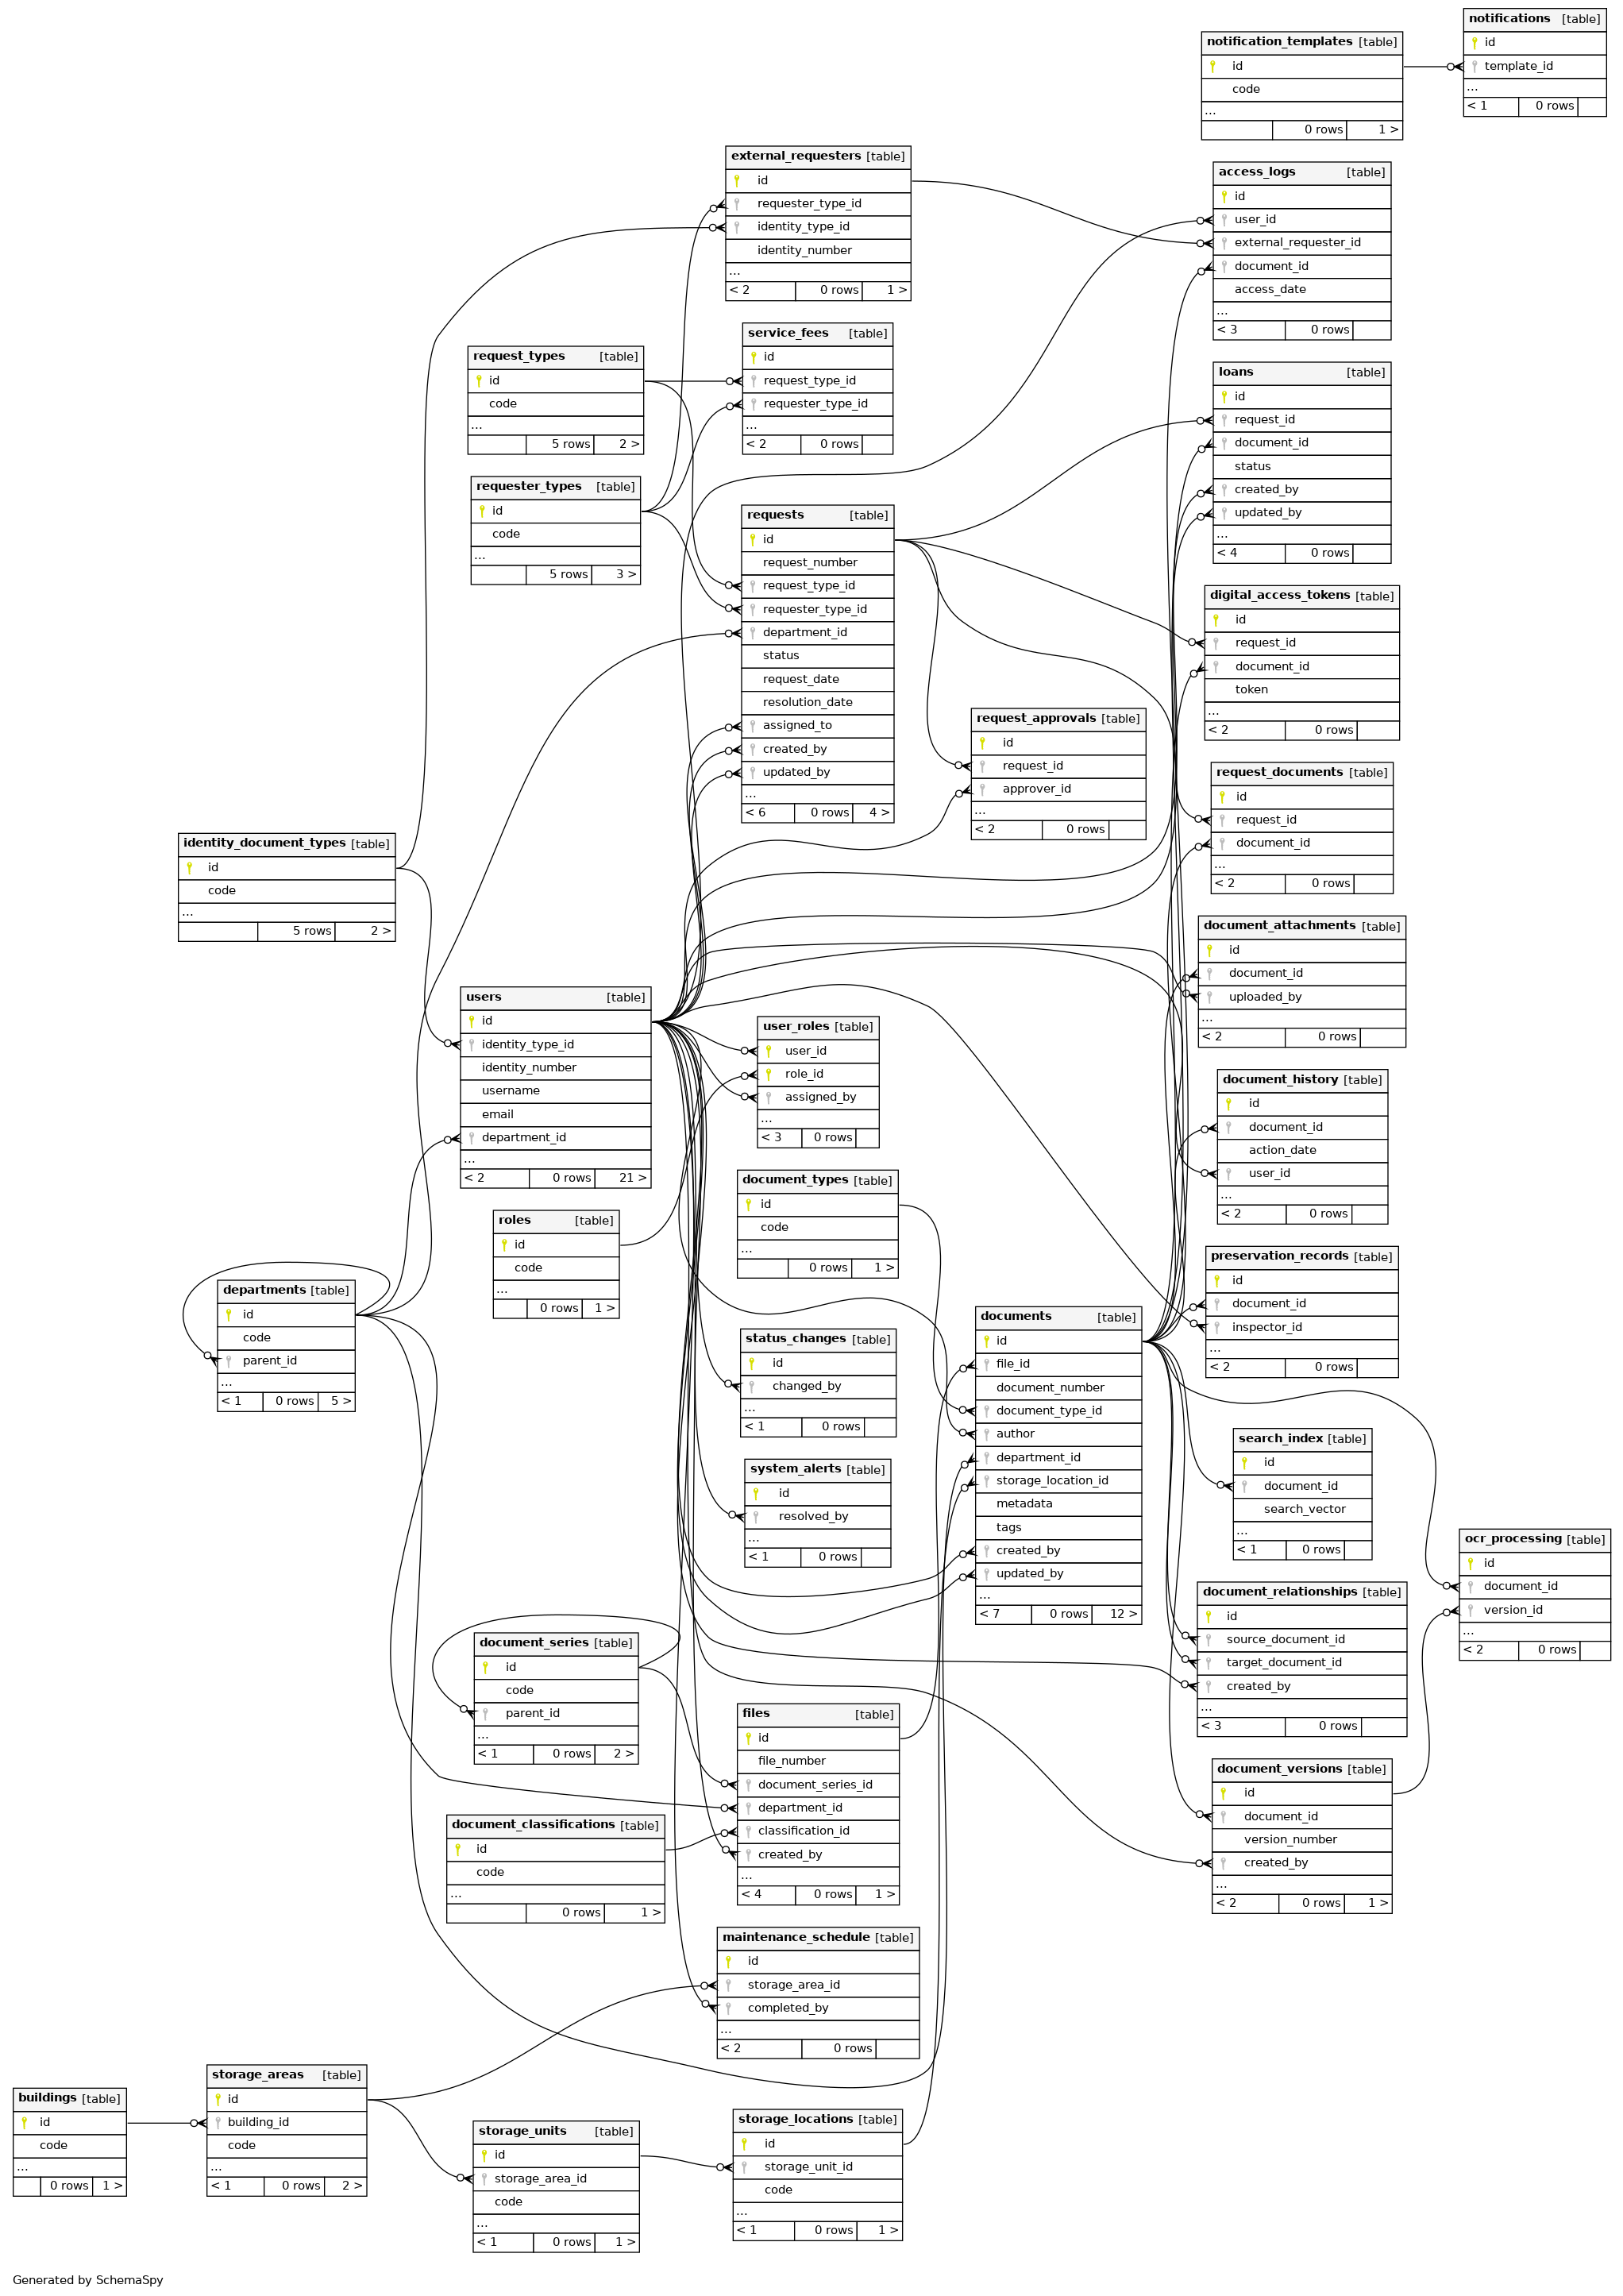 notifications [table]
id
template_id
...
< 1 0 rows
notification_templates [table]
id
code
...
0 rows 1 >
external_requesters [table]
id
requester_type_id
identity_type_id
identity_number
...
< 2 0 rows 1 >
access_logs [table]
id
user_id
external_requester_id
document_id
access_date
...
< 3 0 rows
service_fees [table]
id
request_type_id
requester_type_id
...
< 2 0 rows
request_types [table]
id
code
...
5 rows 2 >
loans [table]
id
request_id
document_id
status
created_by
updated_by
...
< 4 0 rows
requester_types [table]
id
code
...
5 rows 3 >
requests [table]
id
request_number
request_type_id
requester_type_id
department_id
status
request_date
resolution_date
assigned_to
created_by
updated_by
...
< 6 0 rows 4 >
digital_access_tokens [table]
id
request_id
document_id
token
...
< 2 0 rows
request_approvals [table]
id
request_id
approver_id
...
< 2 0 rows
request_documents [table]
id
request_id
document_id
...
< 2 0 rows
identity_document_types [table]
id
code
...
5 rows 2 >
document_attachments [table]
id
document_id
uploaded_by
...
< 2 0 rows
users [table]
id
identity_type_id
identity_number
username
email
department_id
...
< 2 0 rows 21 >
user_roles [table]
user_id
role_id
assigned_by
...
< 3 0 rows
document_history [table]
id
document_id
action_date
user_id
...
< 2 0 rows
document_types [table]
id
code
...
0 rows 1 >
roles [table]
id
code
...
0 rows 1 >
preservation_records [table]
id
document_id
inspector_id
...
< 2 0 rows
departments [table]
id
code
parent_id
...
< 1 0 rows 5 >
documents [table]
id
file_id
document_number
document_type_id
author
department_id
storage_location_id
metadata
tags
created_by
updated_by
...
< 7 0 rows 12 >
status_changes [table]
id
changed_by
...
< 1 0 rows
search_index [table]
id
document_id
search_vector
...
< 1 0 rows
system_alerts [table]
id
resolved_by
...
< 1 0 rows
ocr_processing [table]
id
document_id
version_id
...
< 2 0 rows
document_relationships [table]
id
source_document_id
target_document_id
created_by
...
< 3 0 rows
document_series [table]
id
code
parent_id
...
< 1 0 rows 2 >
files [table]
id
file_number
document_series_id
department_id
classification_id
created_by
...
< 4 0 rows 1 >
document_versions [table]
id
document_id
version_number
created_by
...
< 2 0 rows 1 >
document_classifications [table]
id
code
...
0 rows 1 >
maintenance_schedule [table]
id
storage_area_id
completed_by
...
< 2 0 rows
storage_areas [table]
id
building_id
code
...
< 1 0 rows 2 >
buildings [table]
id
code
...
0 rows 1 >
storage_locations [table]
id
storage_unit_id
code
...
< 1 0 rows 1 >
storage_units [table]
id
storage_area_id
code
...
< 1 0 rows 1 >
Generated by SchemaSpy